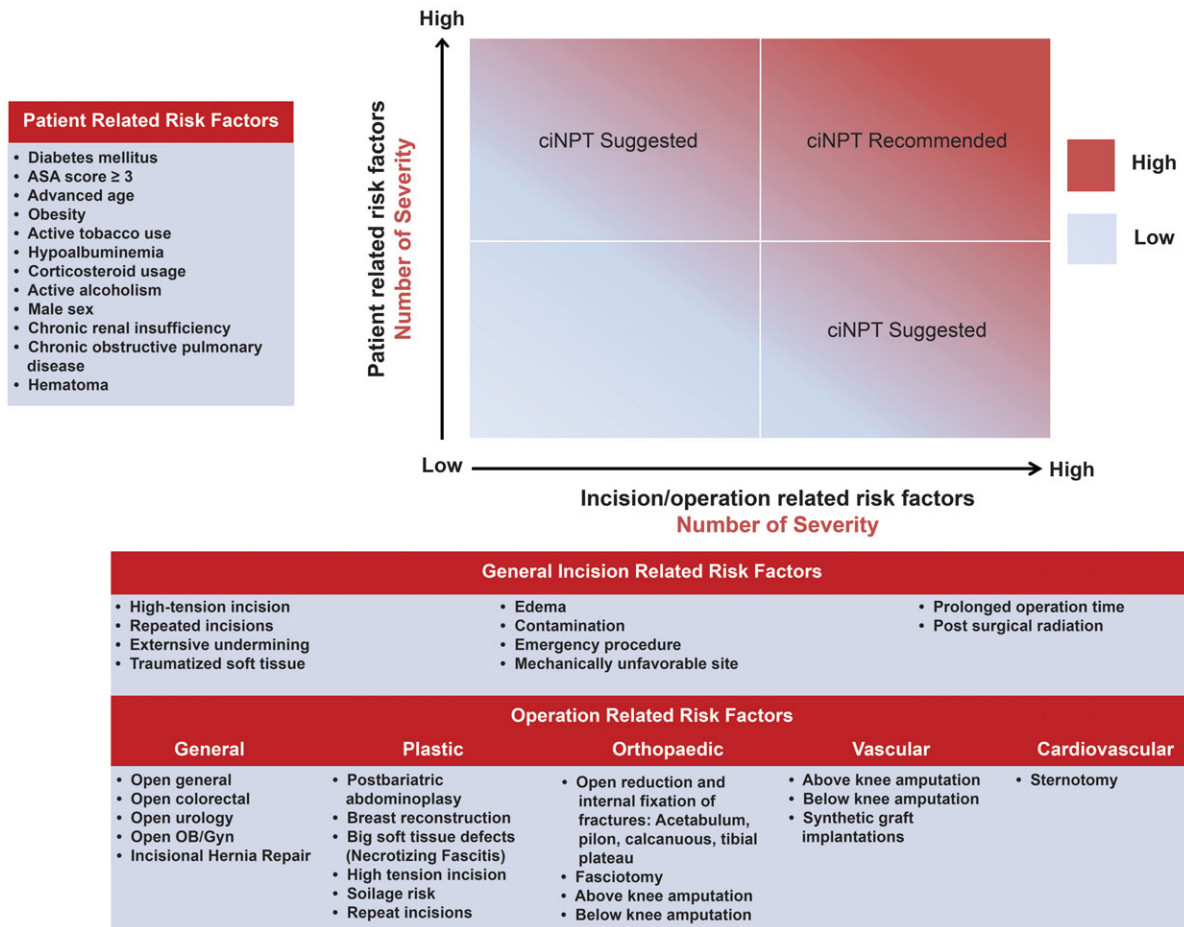 High
Patient related risk factors
Number of Severity
ciNPT Suggested
ciNPT Recommended
ciNPT Suggested
Low
High
Incision/operation related risk factors
Number of Severity
High
Low
Patient Related Risk Factors
• Diabetes mellitus
• ASA score ≥ 3
• Advanced age
• Obesity
• Active tobacco use
• Hypoalbuminemia
• Corticosteroid usage
• Active alcoholism
• Male sex
• Chronic renal insufficiency
• Chronic obstructive pulmonary
disease
• Hematoma
General Incision Related Risk Factors
• High-tension incision
• Repeated incisions
• Externsive undermining
• Traumatized soft tissue
• Edema
• Contamination
• Emergency procedure
• Mechanically unfavorable site
• Prolonged operation time
• Post surgical radiation
Operation Related Risk Factors
General
• Open general
• Open colorectal
• Open urology
• Open OB/Gyn
• Incisional Hernia Repair
Plastic
• Postbariatric
abdominoplasy
• Breast reconstruction
• Big soft tissue defects
(Necrotizing Fascitis)
• High tension incision
• Soilage risk
• Repeat incisions
Orthopaedic
• Open reduction and
internal fixation of
fractures: Acetabulum,
pilon, calcanuous, tibial
plateau
• Fasciotomy
• Above knee amputation
• Below knee amputation
Vascular
• Above knee amputation
• Below knee amputation
• Synthetic graft
implantations
Cardiovascular
• Sternotomy